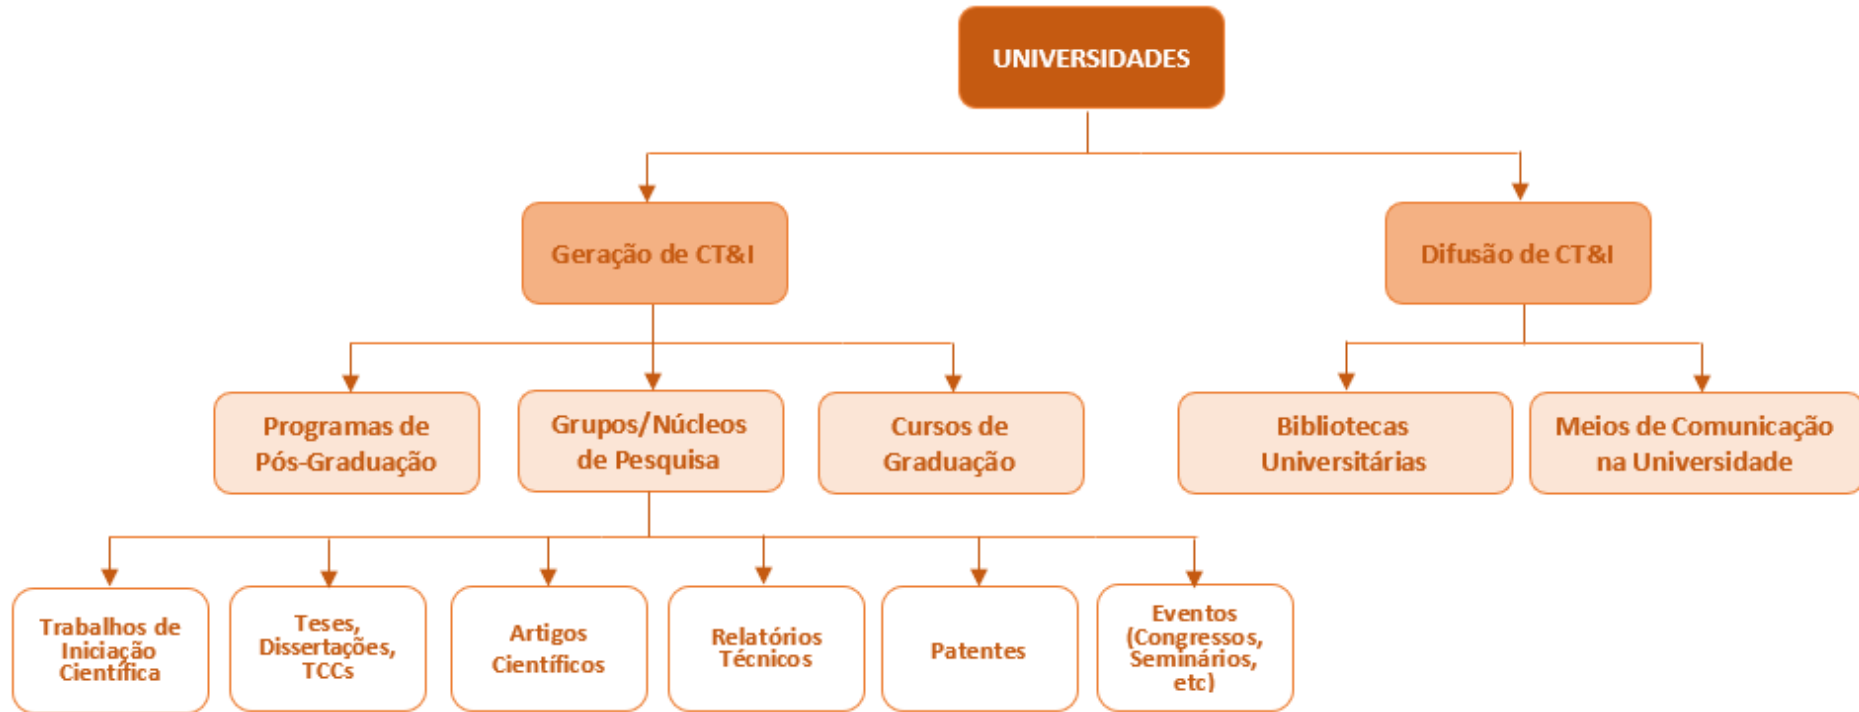 UNIVERSIDADES
Geração de CT&I
Difusão de CT&I
Programas de
Pós-Graduação
Grupos/Núcleos
de Pesquisa
Cursos de
Graduação
Bibliotecas
Universitárias
Meios de Comunicação
na Universidade
Trabalhos de
Iniciação
Científica
Teses,
Dissertações,
TCCs
Artigos
Científicos
Relatórios
Técnicos
Patentes
Eventos
(Congressos,
Seminários,
etc)